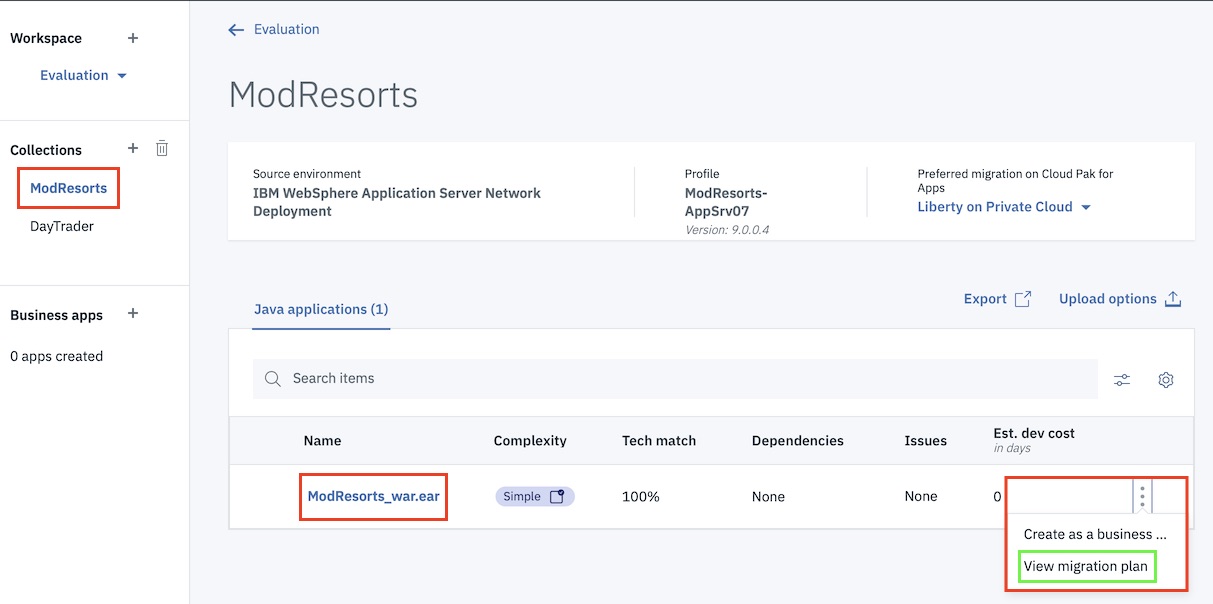 Workspace
Evaluation
Collections
ModResorts
DayTrader
Business apps
0 apps created
Evaluation
ModResorts
Source environment
IBM WebSphere Application Server Network
Deployment
Profile
ModResorts-
AppSrv07
Version: 9.0.0.4
Preferred migration on Cloud Pak for
Apps
Liberty on Private Cloud
Java applications (1)
Export
Upload options
Search items
Name
Complexity
Tech match
Dependencies
Issues
Est. dev cost
in days
ModResorts_war.ear
Simple
100%
None
None
0
Create as a business ...
View migration plan